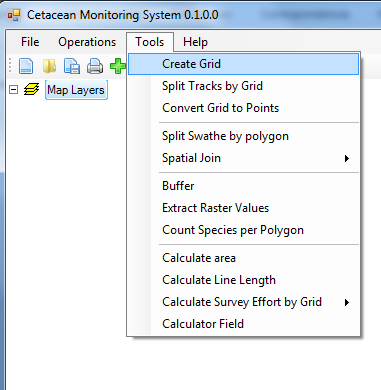 Cetacean Monitoring System 0.1.0.0
File Operations Tools Help
Create Grid
Split Tracks by Grid
Convert Grid to Points
Split Swathe by polygon
Spatial Join
Buffer
Extract Raster Values
Count Species per Polygon
Calculate area
Calculate Line Length
Calculate Survey Effort by Grid
Calculator Field
Map Layers